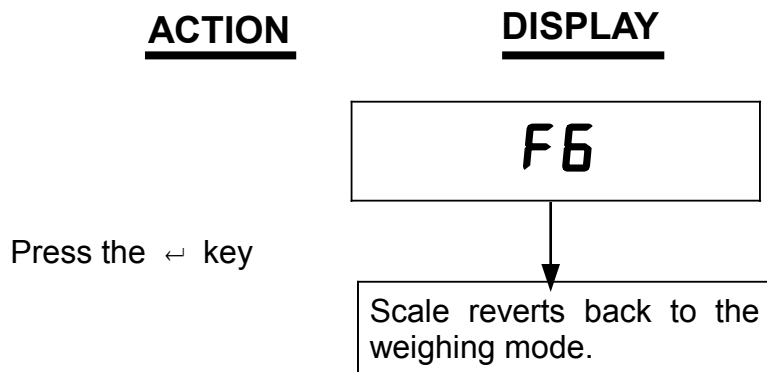 ACTION DISPLAY
F6
Press the ↵ key
Scale reverts back to the
weighing mode.